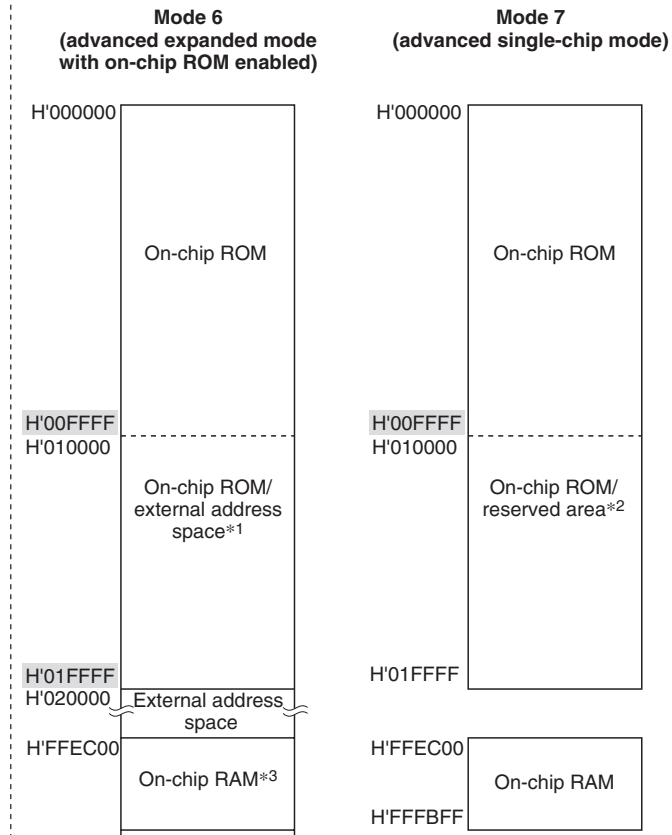 Mode 6
(advanced expanded mode
with on-chip ROM enabled)
H'000000
On-chip ROM
H'00FFFF
H'010000
On-chip ROM/
external address
space*1
H'01FFFF
H'020000
External address
space
H'FFEC00
On-chip RAM*3
Mode 7
(advanced single-chip mode)
H'000000
On-chip ROM
H'00FFFF
H'010000
On-chip ROM/
reserved area*2
H'01FFFF
H'FFEC00
On-chip RAM
H'FFFBFF